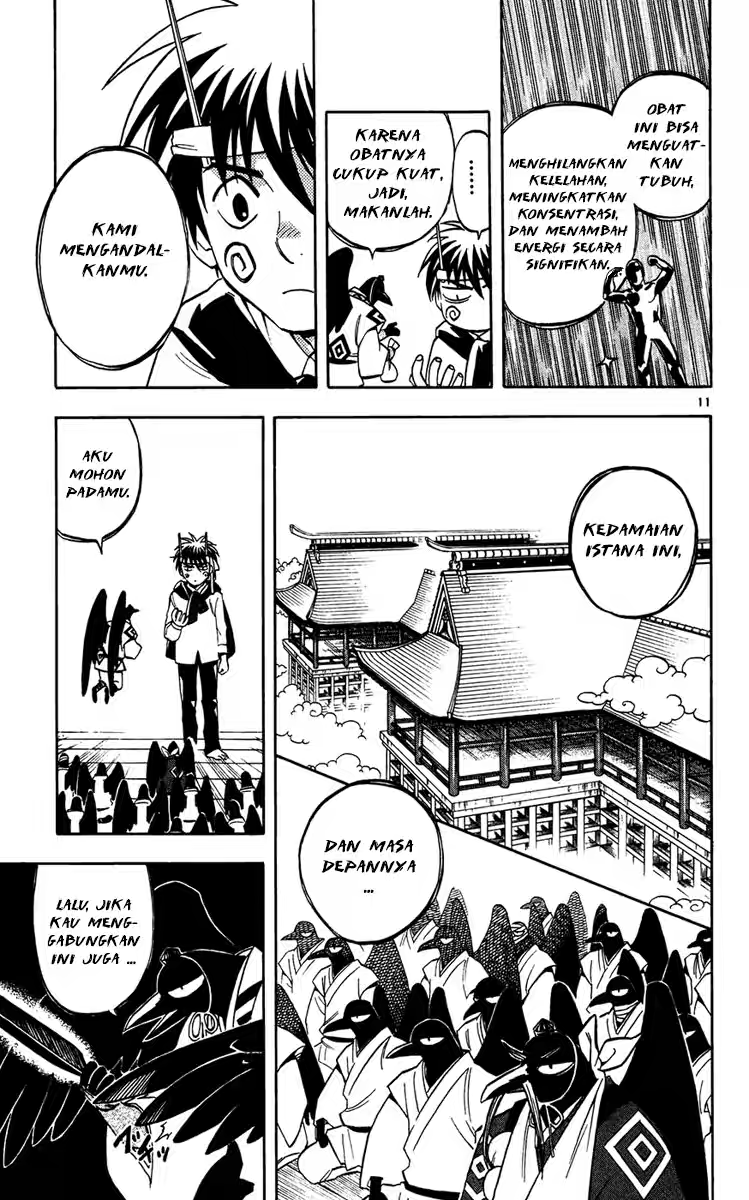 OBAT
INI BISA
MENGUAT-
KAN
TUBUH,
MENGHILANGKAN
KELELAHAN,
MENINGKATKAN
KONSENTRASI,
DAN MENAMBAH
ENERGI SECARA
SIGNIFIKAN.
......
KARENA
OBATNYA
CUKUP KUAT,
JADI,
MAKANLAH.
KAMI
MENGANDAL-
KANMU.
11
KEDAMAIAN
ISTANA INI,
DAN MASA
DEPANNYA
...
AKU
MOHON
PADAMU.
LALU, JIKA
KAU MENG-
GABUNGKAN
INI JUGA ...